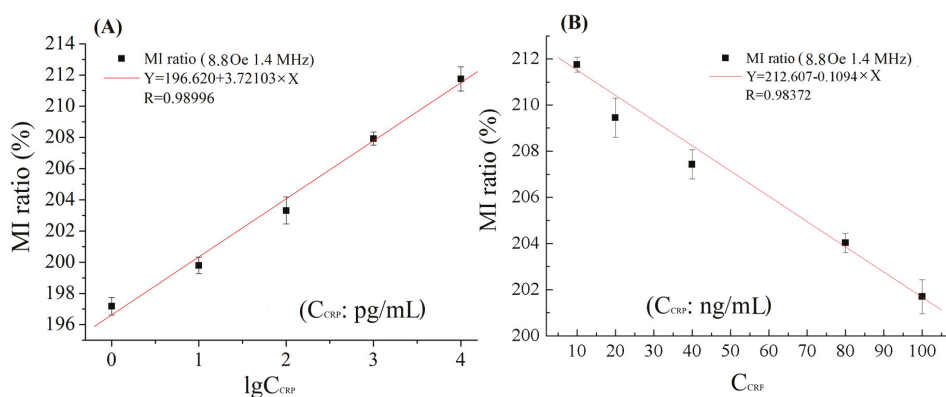 (A)
214
212
210
208
206
204
202
200
198
196
MI ratio (%)
MI ratio (8.8Oe 1.4 MHz)
Y=196.620+3.72103×X
R=0.98996
(CCRP: pg/mL)
0 1 2 3 4
lgCCRP
(B)
212
210
208
206
204
202
200
MI ratio (%)
MI ratio (8.8Oe 1.4 MHz)
Y=212.607-0.1094×X
R=0.98372
(CCRP: ng/mL)
10 20 30 40 50 60 70 80 90 100
CCRP